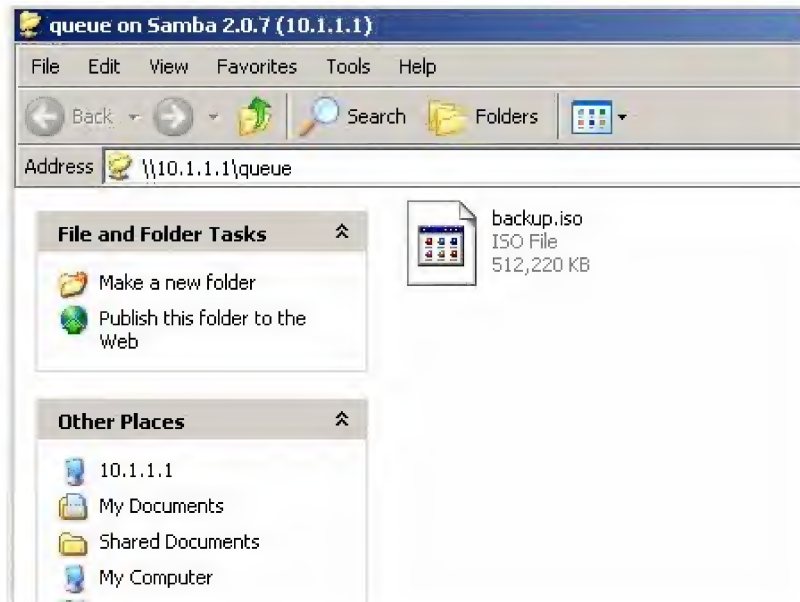 queue on Samba 2.0.7 (10.1.1.1)
File Edit View Favorites Tools Help
Back Search Folders
Address \\10.1.1.1\queue
File and Folder Tasks
Make a new folder
Publish this folder to the
Web
Other Places
10.1.1.1
My Documents
Shared Documents
My Computer
backup.iso
ISO File
512,220 KB